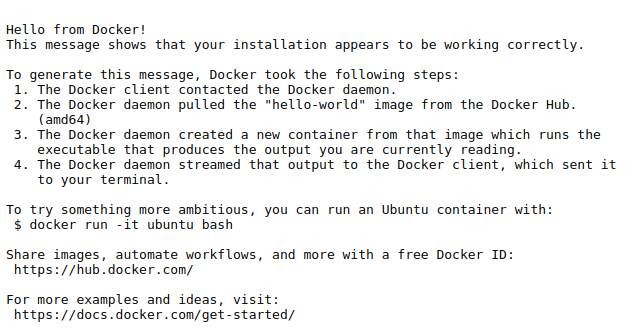 Hello from Docker!
This message shows that your installation appears to be working correctly.

To generate this message, Docker took the following steps:
 1. The Docker client contacted the Docker daemon.
 2. The Docker daemon pulled the "hello-world" image from the Docker Hub.
    (amd64)
 3. The Docker daemon created a new container from that image which runs the
    executable that produces the output you are currently reading.
 4. The Docker daemon streamed that output to the Docker client, which sent it
    to your terminal.

To try something more ambitious, you can run an Ubuntu container with:
 $ docker run -it ubuntu bash

Share images, automate workflows, and more with a free Docker ID:
 https://hub.docker.com/

For more examples and ideas, visit:
 https://docs.docker.com/get-started/